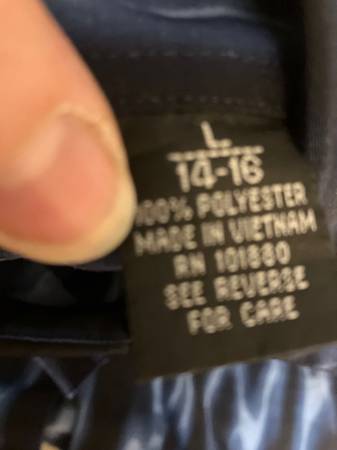 L
14-16
100% POLYESTER
MADE IN VIETNAM
RN 101880
SEE REVERSE
FOR CARE